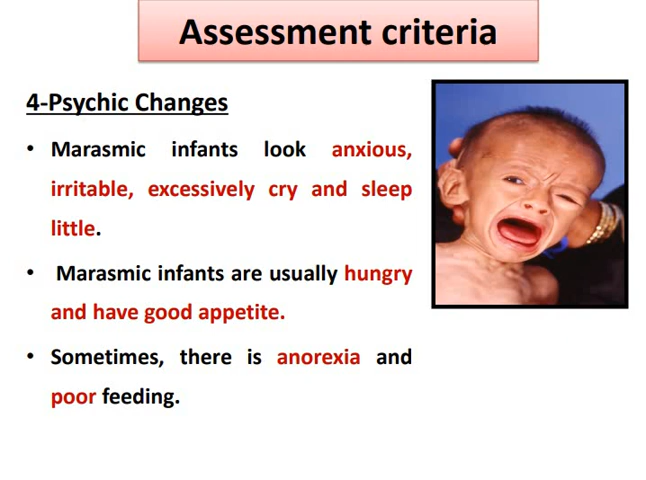 Assessment criteria
4-Psychic Changes
• Marasmic infants look anxious,
irritable, excessively cry and sleep
little.
• Marasmic infants are usually hungry
and have good appetite.
• Sometimes, there is anorexia and
poor feeding.